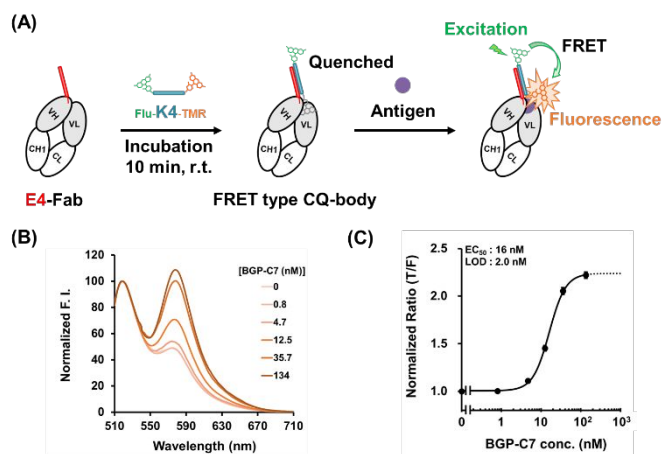 (A)
Excitation
FRET
Quenched
Flu-K4-TMR
Antigen
Fluorescence
VH
VL
CH1
CL
Incubation
10 min, r.t.
VH
VL
CH1
CL
VH
VL
CH1
CL
E4-Fab
FRET type CQ-body
(B)
Normalized F. I.
120
100
80
60
40
20
0
[BGP-C7 (nM)]
0
0.8
4.7
12.5
35.7
134
510
550
590
630
670
710
Wavelength (nm)
(C)
Normalized Ratio (T/F)
EC50 : 16 nM
LOD : 2.0 nM
2.5
2.0
1.5
1.0
0
1
10
10²
10³
BGP-C7 conc. (nM)